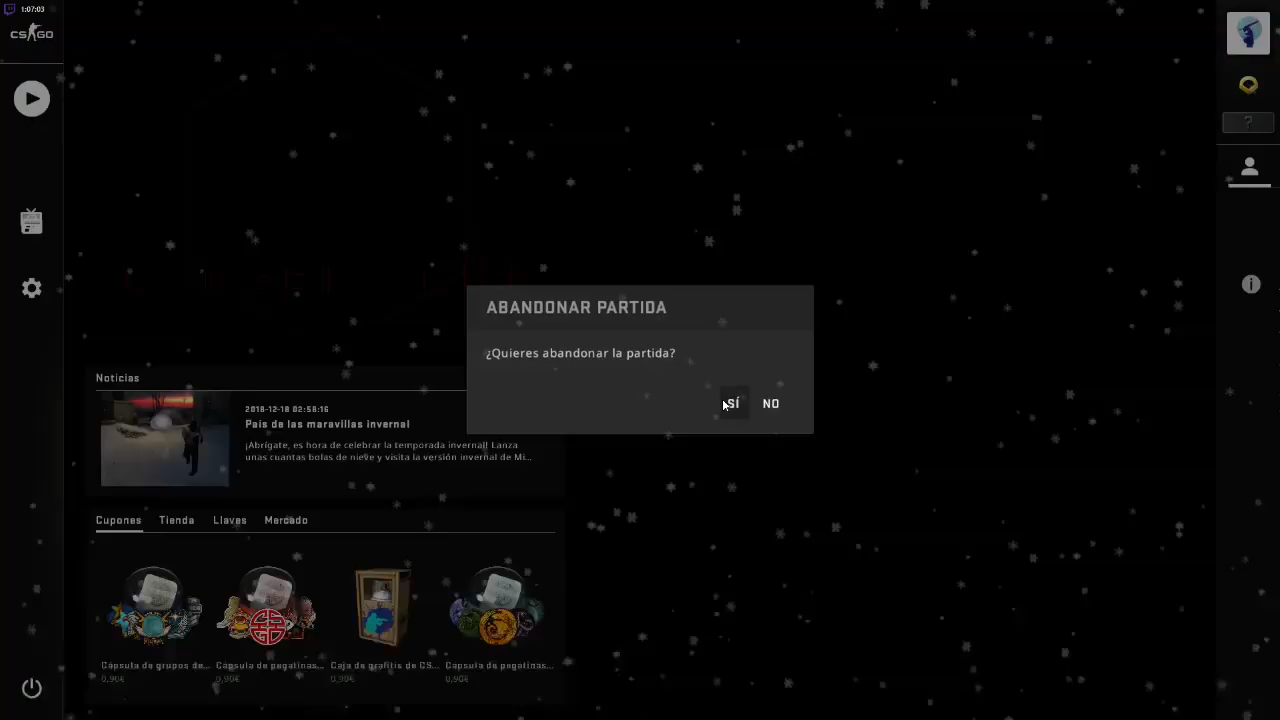 1:07:03
CS GO
?
ABANDONAR PARTIDA
¿Quieres abandonar la partida?
SÍ NO
Noticias
2018-12-18 02:58:16
País de las maravillas invernal
¡Abrígate, es hora de celebrar la temporada invernal! Lanza
unas cuantas bolas de nieve y visita la versión invernal de Mi...
Cupones Tienda Llaves Mercado
Cápsula de grupos de... Cápsula de pegatinas... Caja de grafitis de CS... Cápsula de pegatinas...
0,90€ 0,90€ 0,90€ 0,90€